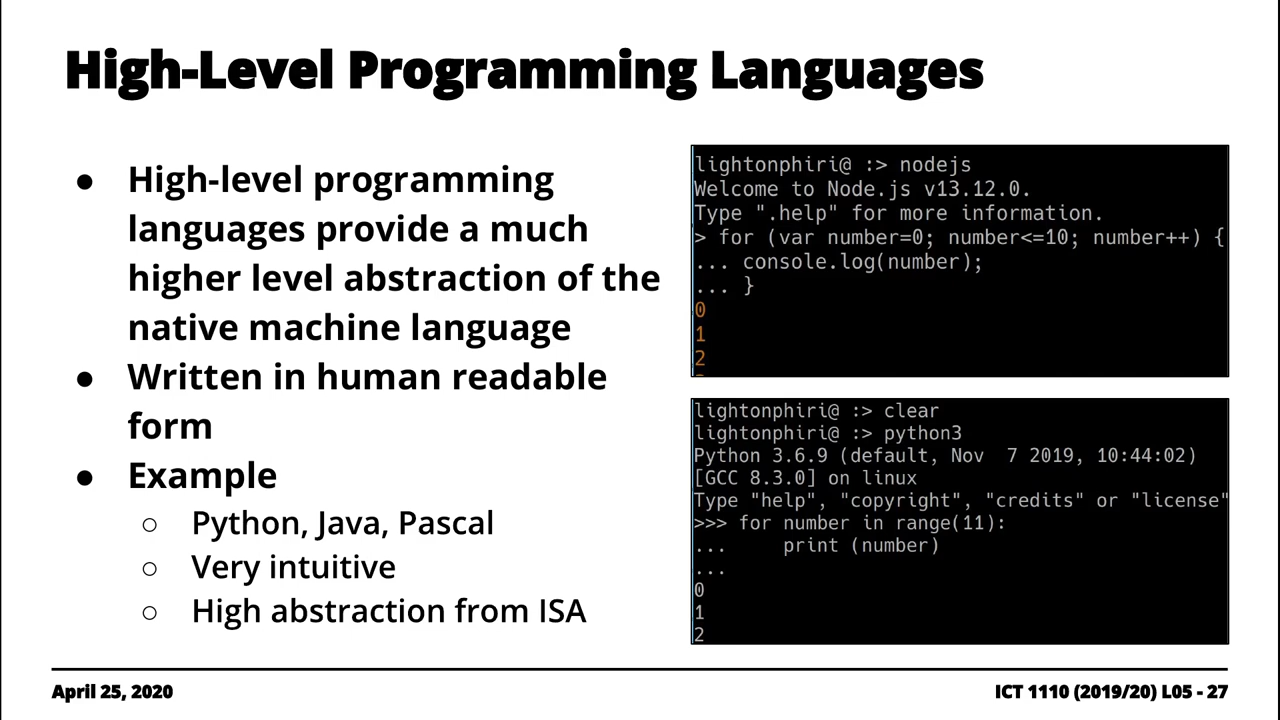 High-Level Programming Languages
● High-level programming
languages provide a much
higher level abstraction of the
native machine language
● Written in human readable
form
● Example
○ Python, Java, Pascal
○ Very intuitive
○ High abstraction from ISA
lightonphiri@ :> nodejs
Welcome to Node.js v13.12.0.
Type ".help" for more information.
> for (var number=0; number<=10; number++) {
... console.log(number);
... }
0
1
2
lightonphiri@ :> clear
lightonphiri@ :> python3
Python 3.6.9 (default, Nov  7 2019, 10:44:02)
[GCC 8.3.0] on linux
Type "help", "copyright", "credits" or "license"
>>> for number in range(11):
...     print (number)
...
0
1
2
April 25, 2020
ICT 1110 (2019/20) L05 - 27